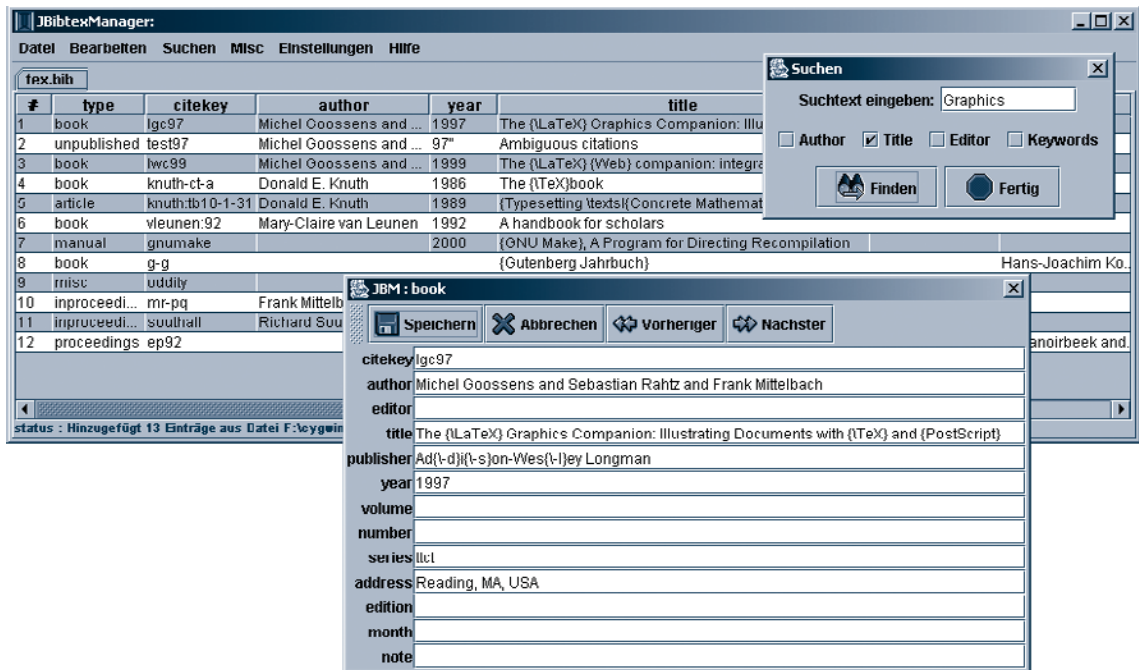 JBibtexManager:
Datei Bearbeiten Suchen Misc Einstellungen Hilfe
tex.bib
# type citekey author year title
1 book lgc97 Michel Goossens and ... 1997 The {\LaTeX} Graphics Companion: Illu
2 unpublished test97 Michel Goossens and ... 97" Ambiguous citations
3 book lwc99 Michel Goossens and ... 1999 The {\LaTeX} {Web} companion: integra
4 book knuth-ct-a Donald E. Knuth 1986 The {\TeX}book
5 article knuth:tb10-1-31 Donald E. Knuth 1989 {Typesetting \textsl{Concrete Mathemat
6 book vleunen:92 Mary-Claire van Leunen 1992 A handbook for scholars
7 manual gnumake 2000 {GNU Make}, A Program for Directing Recompilation
8 book g-g {Gutenberg Jahrbuch} Hans-Joachim Ko...
9 misc oddity
10 inproceedi... mr-pq Frank Mittelb
11 inproceedi... southall Richard Sou
12 proceedings ep92 anoirbeek and.
status : Hinzugefügt 13 Einträge aus Datei F:\cygwin
Suchen
Suchtext eingeben: Graphics
Author Title Editor Keywords
Finden Fertig
JBM : book
Speichern Abbrechen Vorheriger Nächster
citekey lgc97
author Michel Goossens and Sebastian Rahtz and Frank Mittelbach
editor
title The {\LaTeX} Graphics Companion: Illustrating Documents with {\TeX} and {PostScript}
publisher Ad{\-d}i{\-s}on-Wes{\-l}ey Longman
year 1997
volume
number
series ttct
address Reading, MA, USA
edition
month
note